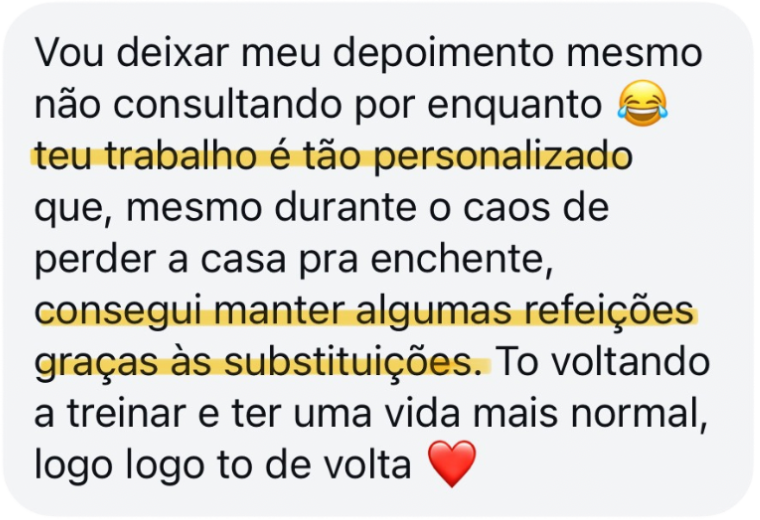 Vou deixar meu depoimento mesmo
não consultando por enquanto 😂
teu trabalho é tão personalizado
que, mesmo durante o caos de
perder a casa pra enchente,
consegui manter algumas refeições
graças às substituições. To voltando
a treinar e ter uma vida mais normal,
logo logo to de volta ❤️